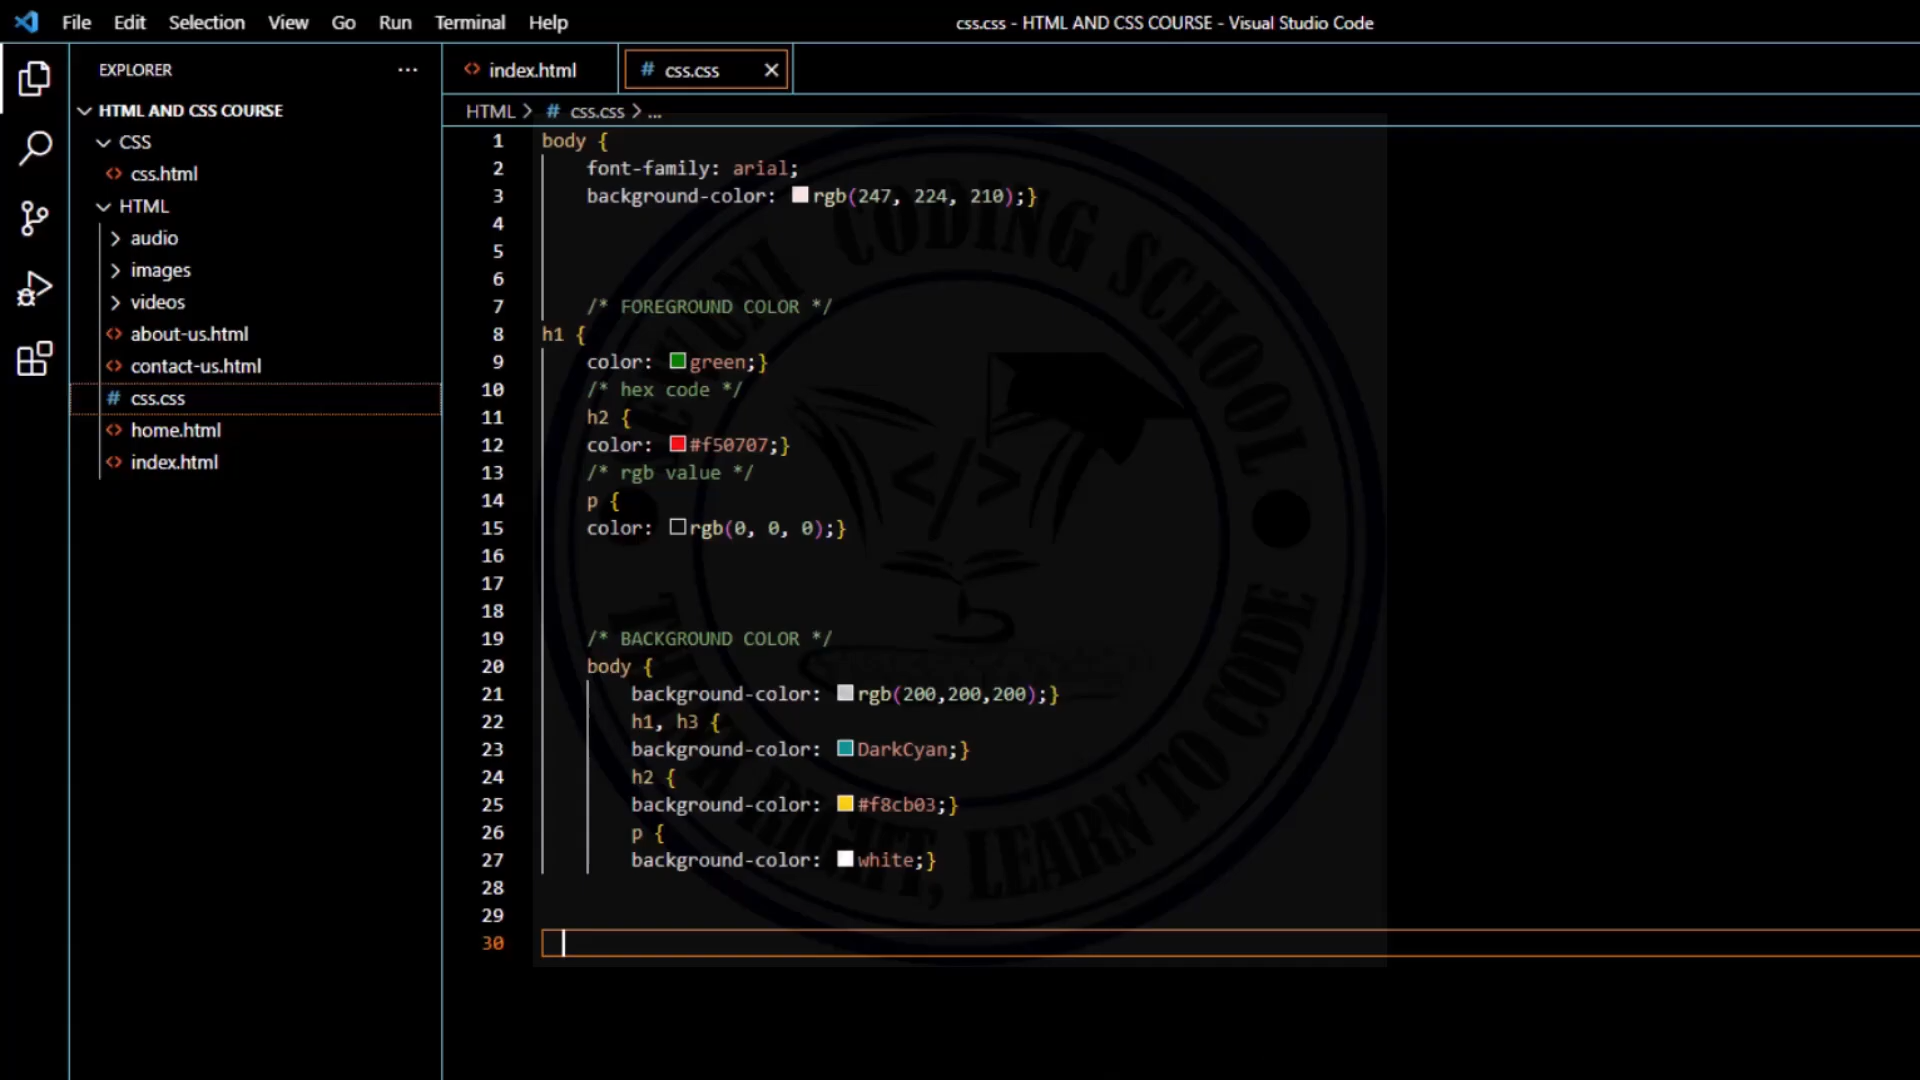 File Edit Selection View Go Run Terminal Help
css.css - HTML AND CSS COURSE - Visual Studio Code
EXPLORER ...
HTML AND CSS COURSE
CSS
<> css.html
HTML
audio
images
videos
<> about-us.html
<> contact-us.html
# css.css
<> home.html
<> index.html
<> index.html # css.css
HTML > # css.css > ...
1 body {
2 font-family: arial;
3 background-color: rgb(247, 224, 210);}
4
5
6
7 /* FOREGROUND COLOR */
8 h1 {
9 color: green;}
10 /* hex code */
11 h2 {
12 color: #f50707;}
13 /* rgb value */
14 p {
15 color: rgb(0, 0, 0);}
16
17
18
19 /* BACKGROUND COLOR */
20 body {
21 background-color: rgb(200,200,200);}
22 h1, h3 {
23 background-color: DarkCyan;}
24 h2 {
25 background-color: #f8cb03;}
26 p {
27 background-color: white;}
28
29
30
CODING SCHOOL
RIGHT, LEARN TO CODE
</>